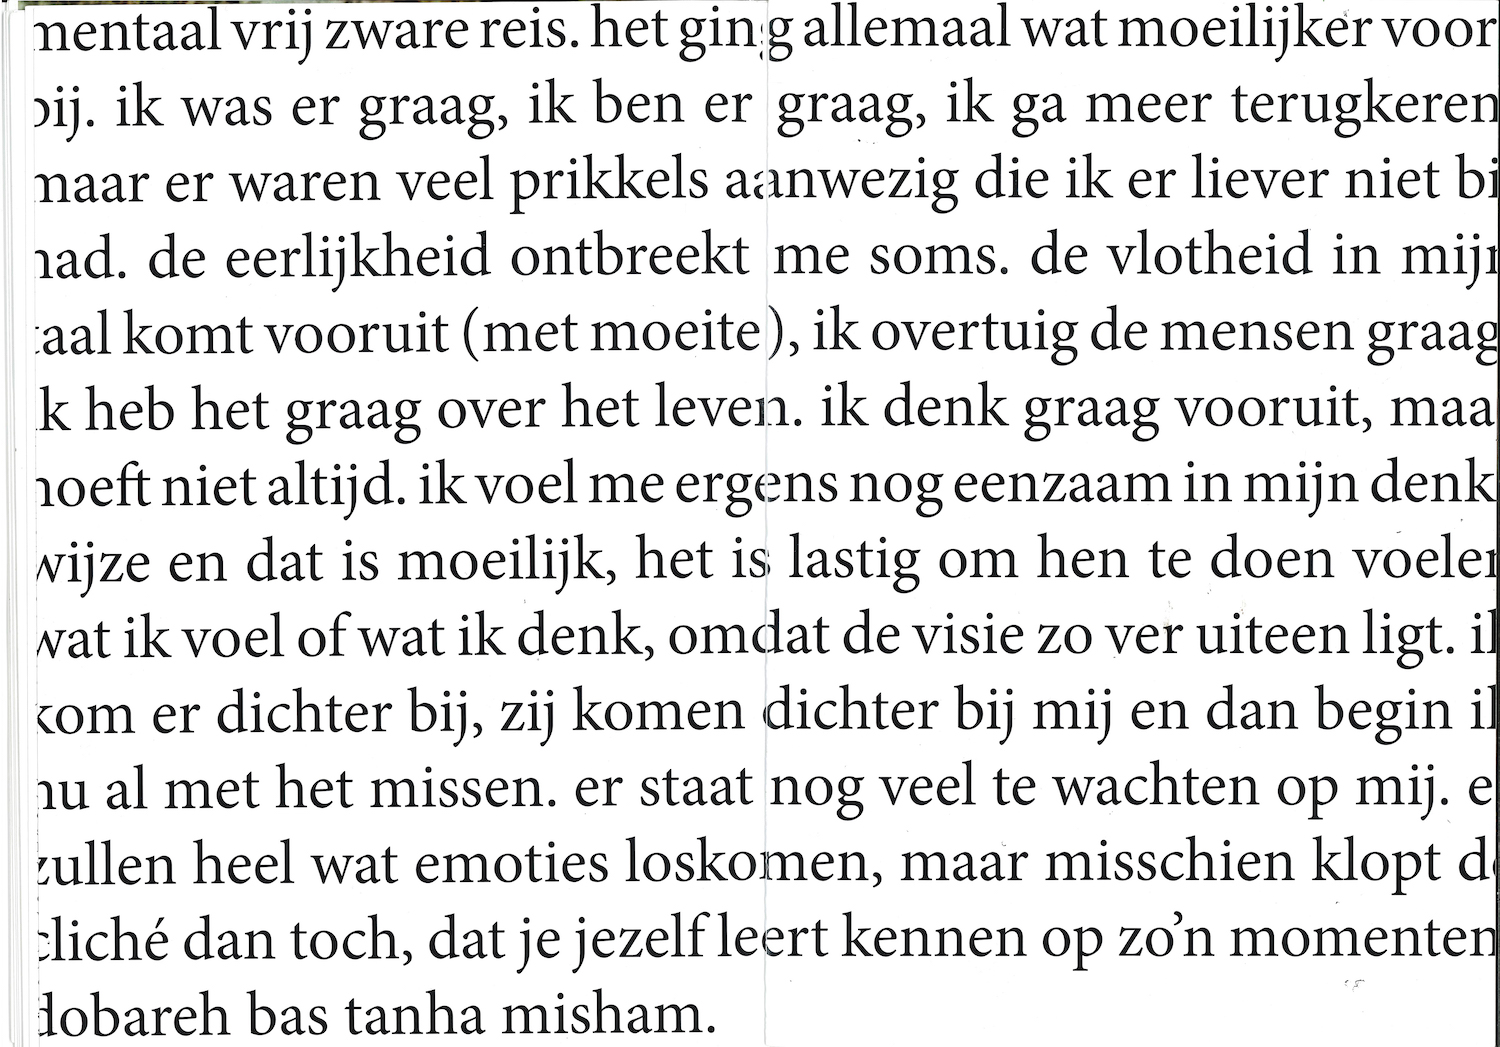 mentaal vrij zware reis. het ging allemaal wat moeilijker voor
bij. ik was er graag, ik ben er graag, ik ga meer terugkeren
maar er waren veel prikkels aanwezig die ik er liever niet bi
had. de eerlijkheid ontbreekt me soms. de vlotheid in mijn
taal komt vooruit (met moeite), ik overtuig de mensen graag
ik heb het graag over het leven. ik denk graag vooruit, maa
hoeft niet altijd. ik voel me ergens nog eenzaam in mijn denk
wijze en dat is moeilijk, het is lastig om hen te doen voelen
wat ik voel of wat ik denk, omdat de visie zo ver uiteen ligt. ik
kom er dichter bij, zij komen dichter bij mij en dan begin ik
nu al met het missen. er staat nog veel te wachten op mij. e
zullen heel wat emoties loskomen, maar misschien klopt de
cliché dan toch, dat je jezelf leert kennen op zo’n momenten
dobareh bas tanha misham.